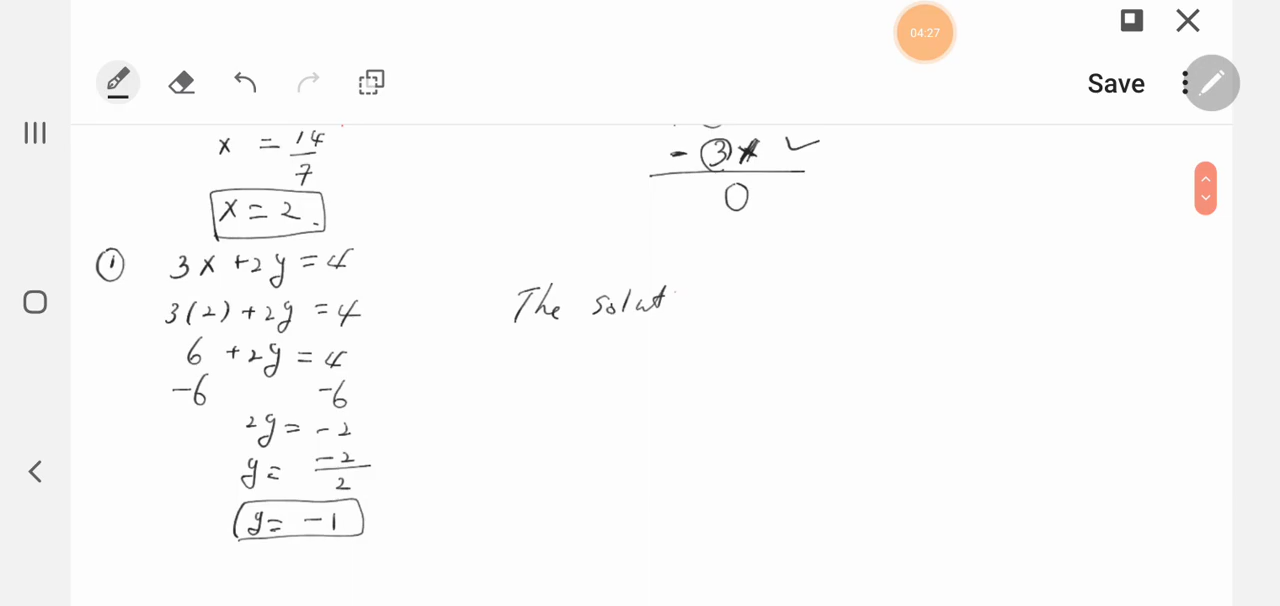 04:27
Save
x = 14/7
- 3x ✓
x = 2.
0
① 3x + 2y = 4
3(2) + 2y = 4
The solut
6 + 2y = 4
-6 -6
2y = -2
y = -2/2
y = -1